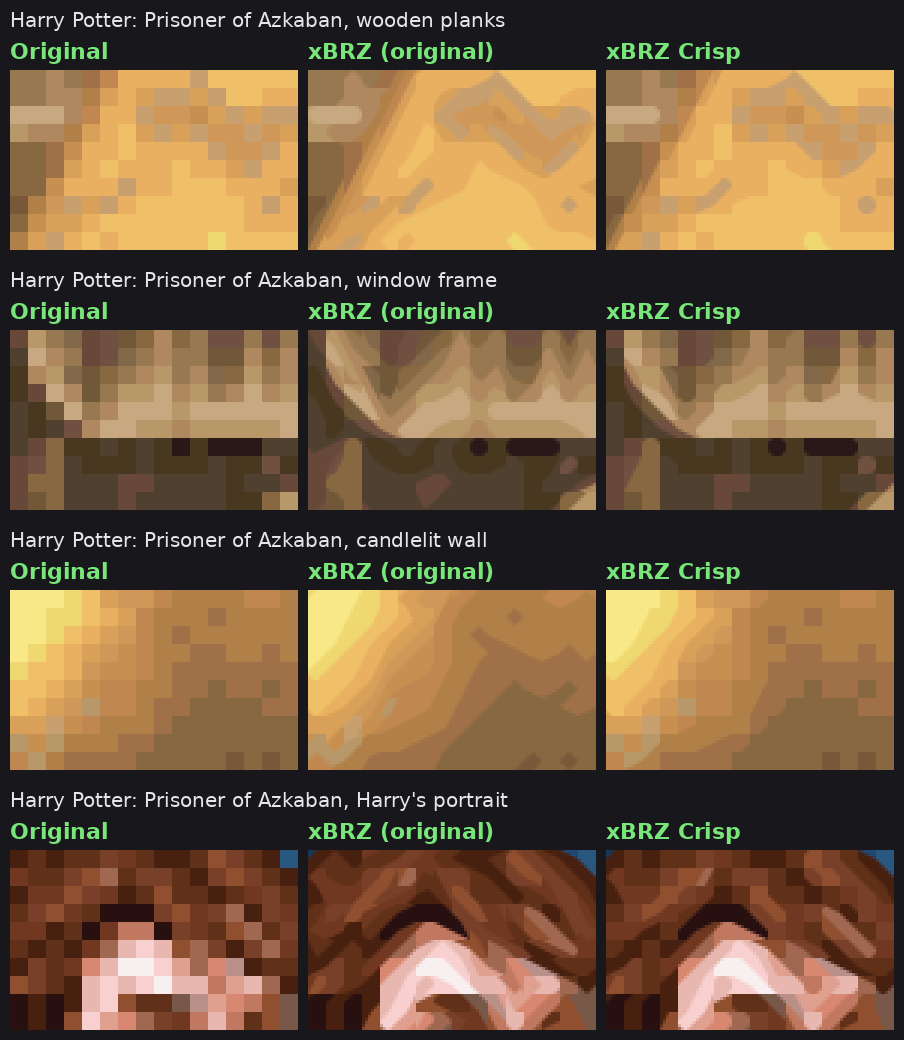 Harry Potter: Prisoner of Azkaban, wooden planks
Original xBRZ (original) xBRZ Crisp
Harry Potter: Prisoner of Azkaban, window frame
Original xBRZ (original) xBRZ Crisp
Harry Potter: Prisoner of Azkaban, candlelit wall
Original xBRZ (original) xBRZ Crisp
Harry Potter: Prisoner of Azkaban, Harry's portrait
Original xBRZ (original) xBRZ Crisp